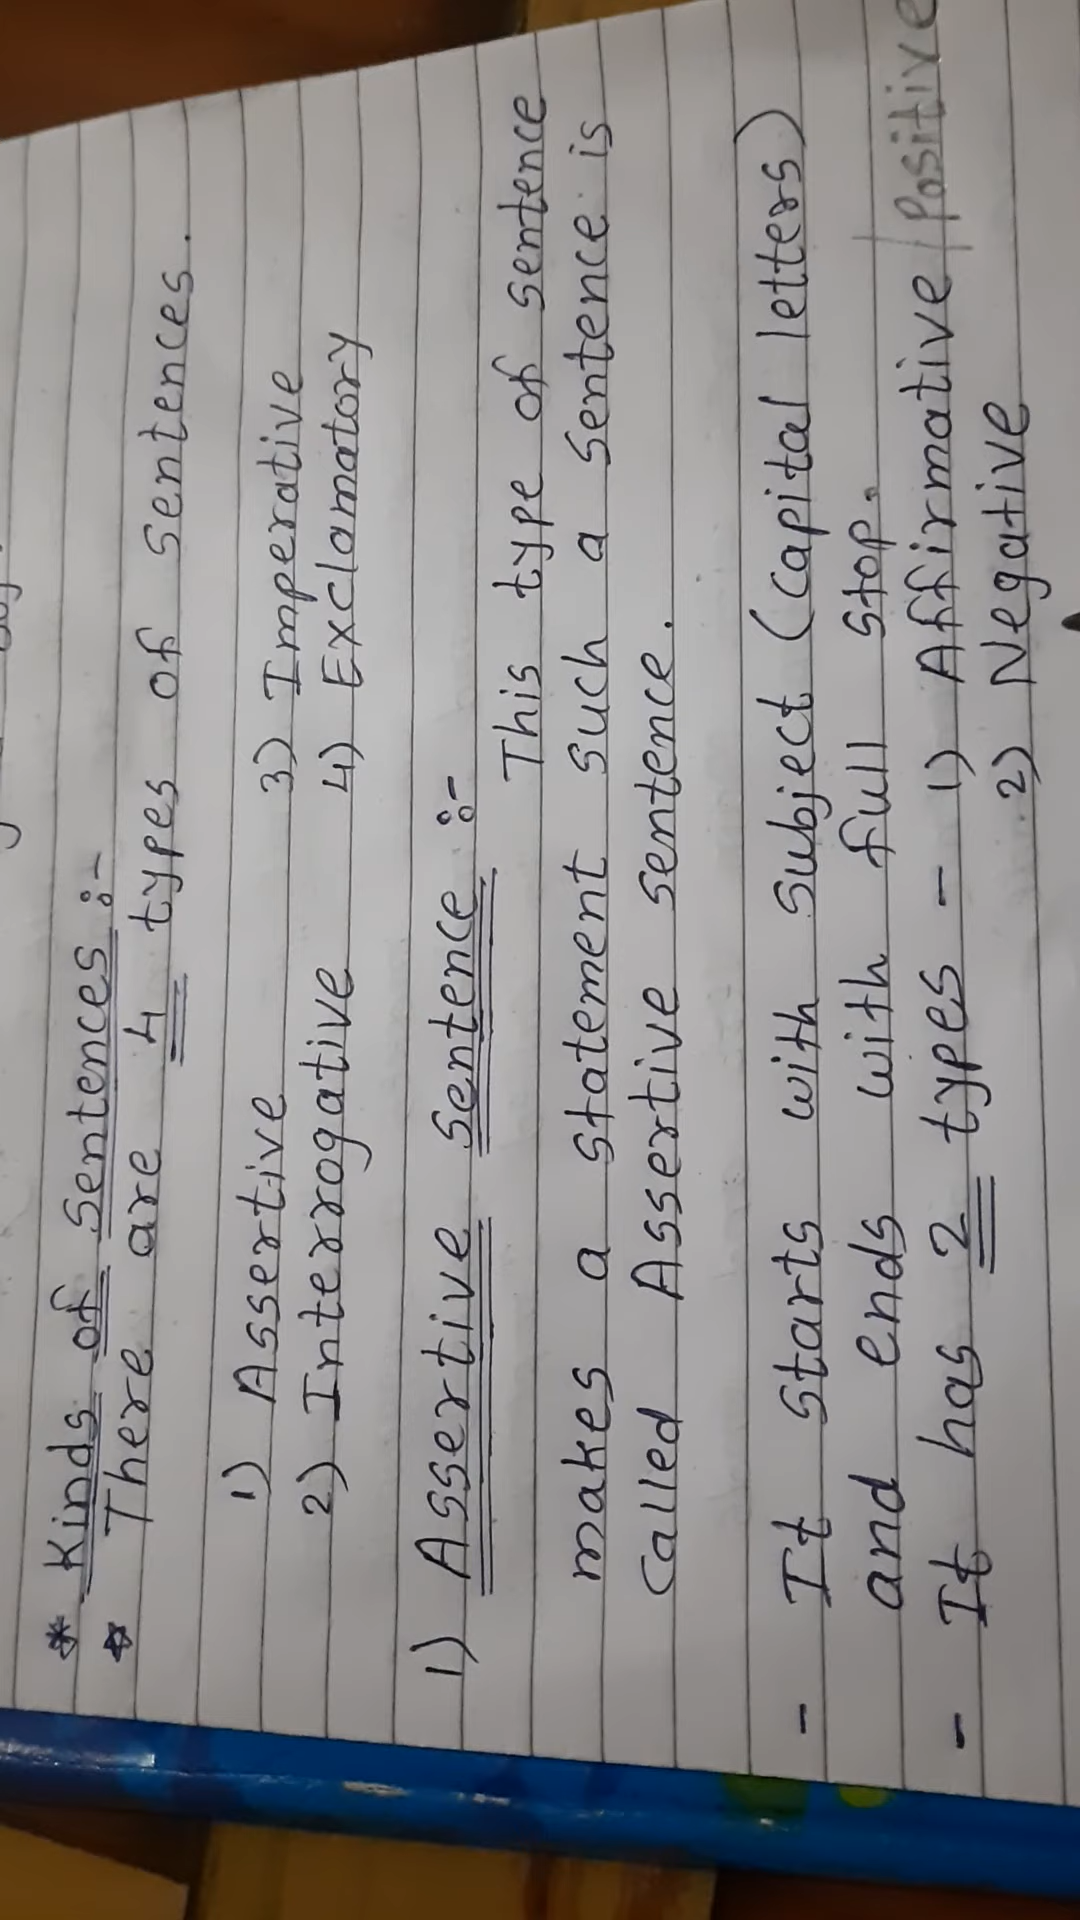 * Kinds of Sentences :-
☆ There are 4 types of sentences.
1) Assertive 3) Imperative
2) Interrogative 4) Exclamatory
1) Assertive Sentence :-
This type of sentence
makes a statement such a sentence is
called Assertive sentence.
- It starts with Subject (Capital letters)
and ends with full stop.
- It has 2 types - 1) Affirmative / Positive
2) Negative